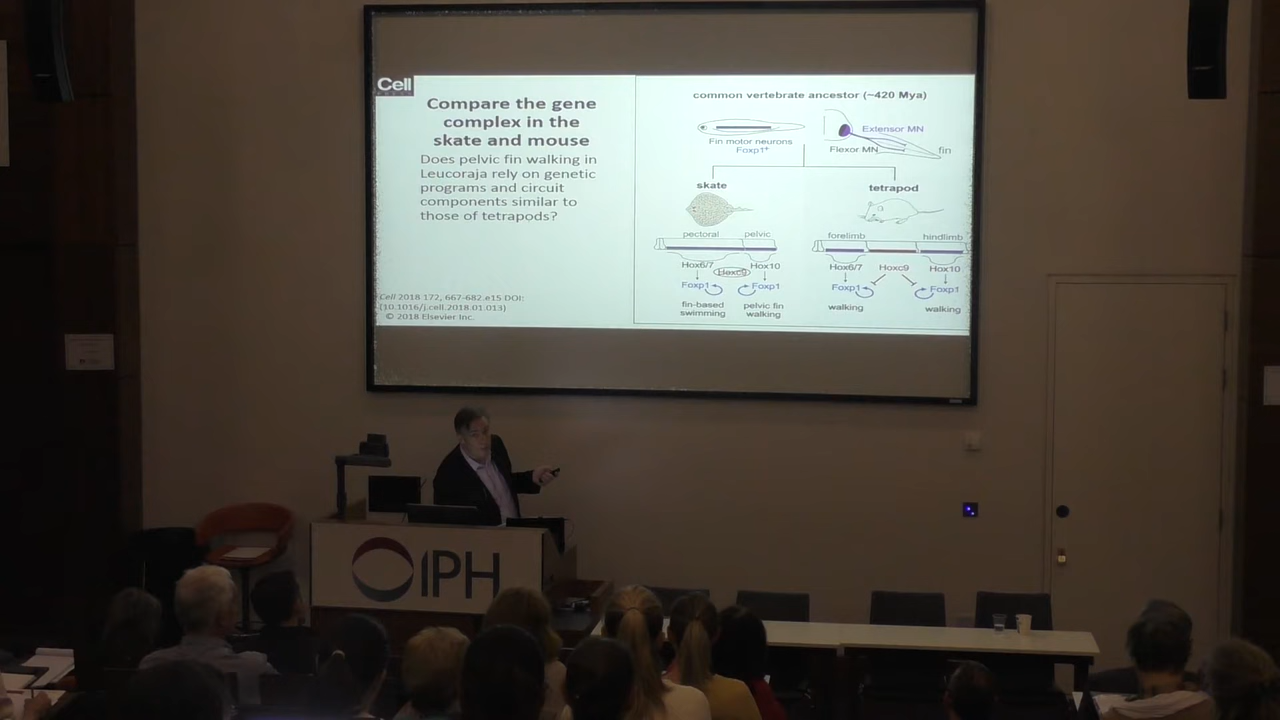 Cell
Compare the gene
complex in the
skate and mouse
Does pelvic fin walking in
Leucoraja rely on genetic
programs and circuit
components similar to
those of tetrapods?
Cell 2018 172, 667-682.e15 DOI:
(10.1016/j.cell.2018.01.013)
© 2018 Elsevier Inc.
common vertebrate ancestor (~420 Mya)
Fin motor neurons
Foxp1+
Extensor MN
Flexor MN
fin
skate
tetrapod
pectoral pelvic
forelimb hindlimb
Hox6/7 Hoxc9 Hox10
Hox6/7 Hoxc9 Hox10
Foxp1 Foxp1
Foxp1 Foxp1
fin-based
swimming
pelvic fin
walking
walking
walking
IPH